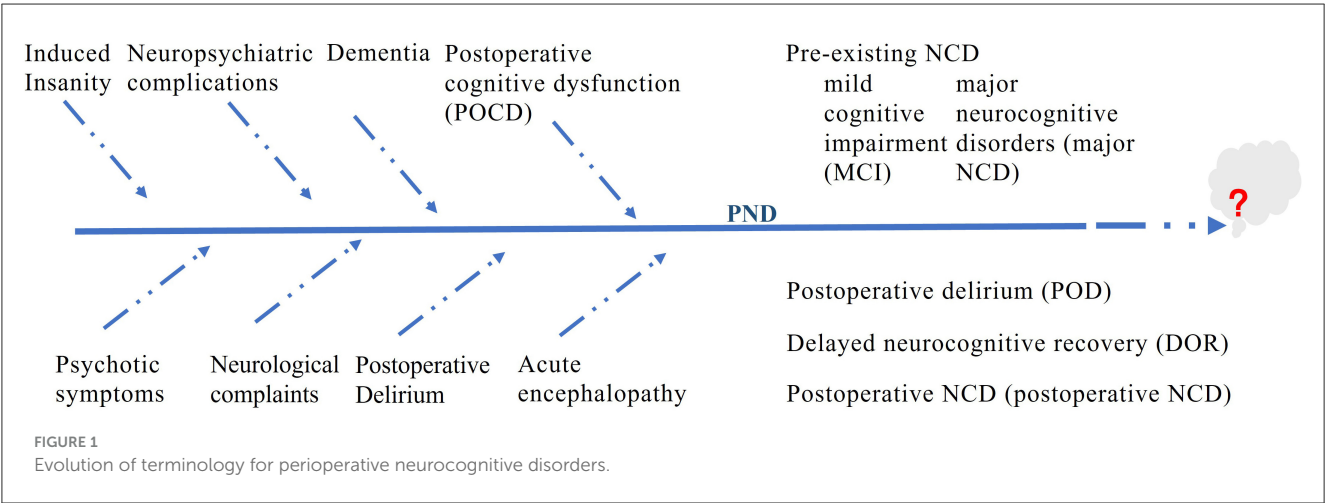 Induced
Insanity
Neuropsychiatric
complications
Dementia
Postoperative
cognitive dysfunction
(POCD)
Pre-existing NCD
mild
cognitive
impairment
(MCI)
major
neurocognitive
disorders (major
NCD)
PND
?
Psychotic
symptoms
Neurological
complaints
Postoperative
Delirium
Acute
encephalopathy
Postoperative delirium (POD)
Delayed neurocognitive recovery (DOR)
Postoperative NCD (postoperative NCD)
FIGURE 1
Evolution of terminology for perioperative neurocognitive disorders.